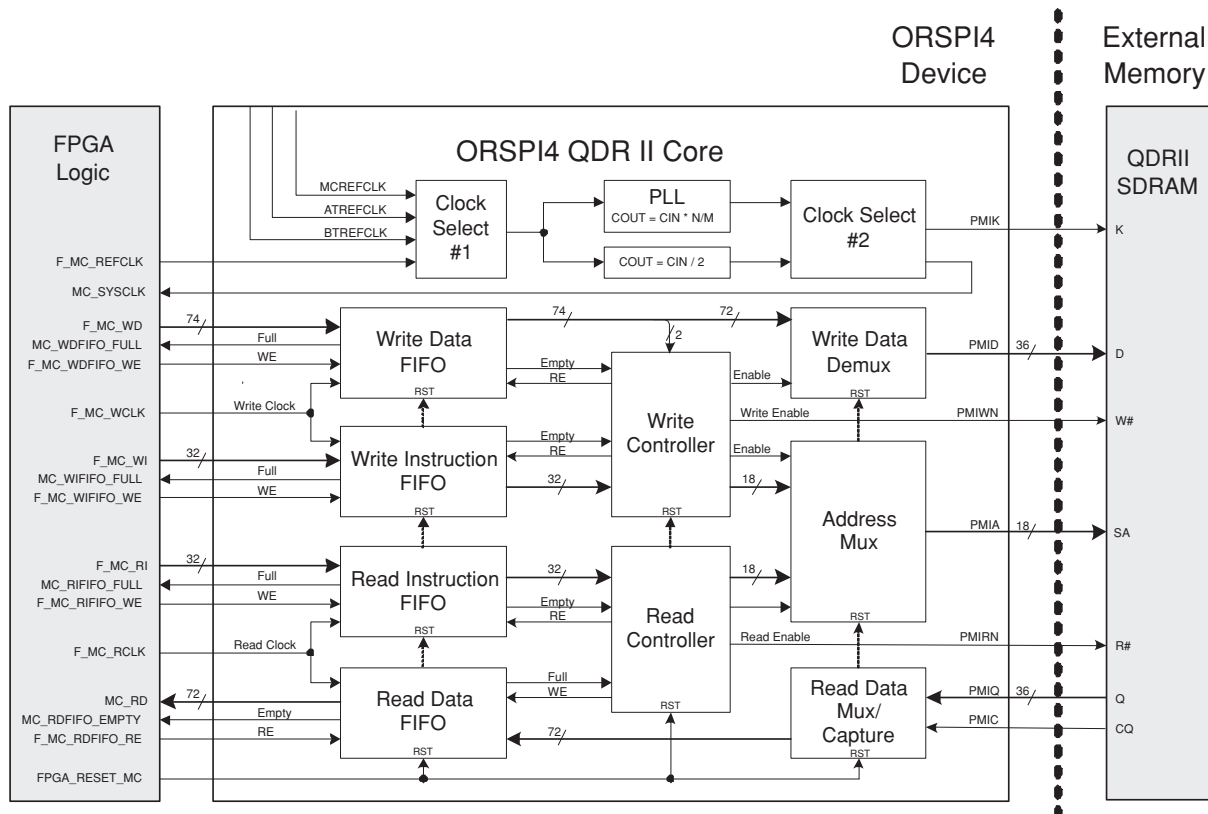 ORSPI4
Device
External
Memory
FPGA
Logic
ORSPI4 QDR II Core
QDRII
SDRAM
MCREFCLK
ATREFCLK
BTREFCLK
Clock
Select
#1
PLL
COUT = CIN * N/M
COUT = CIN / 2
Clock Select
#2
PMIK
K
F_MC_REFCLK
MC_SYSCLK
F_MC_WD
74
MC_WDFIFO_FULL
Full
F_MC_WDFIFO_WE
WE
Write Data
FIFO
RST
74
72
2
Empty
RE
Enable
Write Data
Demux
RST
PMID
36
D
F_MC_WCLK
Write Clock
Write
Controller
RST
Write Enable
PMIWN
W#
F_MC_WI
32
MC_WIFIFO_FULL
Full
F_MC_WIFIFO_WE
WE
Write Instruction
FIFO
RST
Empty
RE
32
Enable
18
Address
Mux
RST
PMIA
18
SA
F_MC_RI
32
MC_RIFIFO_FULL
Full
F_MC_RIFIFO_WE
WE
Read Instruction
FIFO
RST
32
Empty
RE
Read
Controller
RST
18
F_MC_RCLK
Read Clock
Read Enable
PMIRN
R#
MC_RD
72
MC_RDFIFO_EMPTY
Empty
F_MC_RDFIFO_RE
RE
Read Data
FIFO
RST
Full
WE
72
Read Data
Mux/
Capture
RST
PMIQ
36
Q
PMIC
CQ
FPGA_RESET_MC